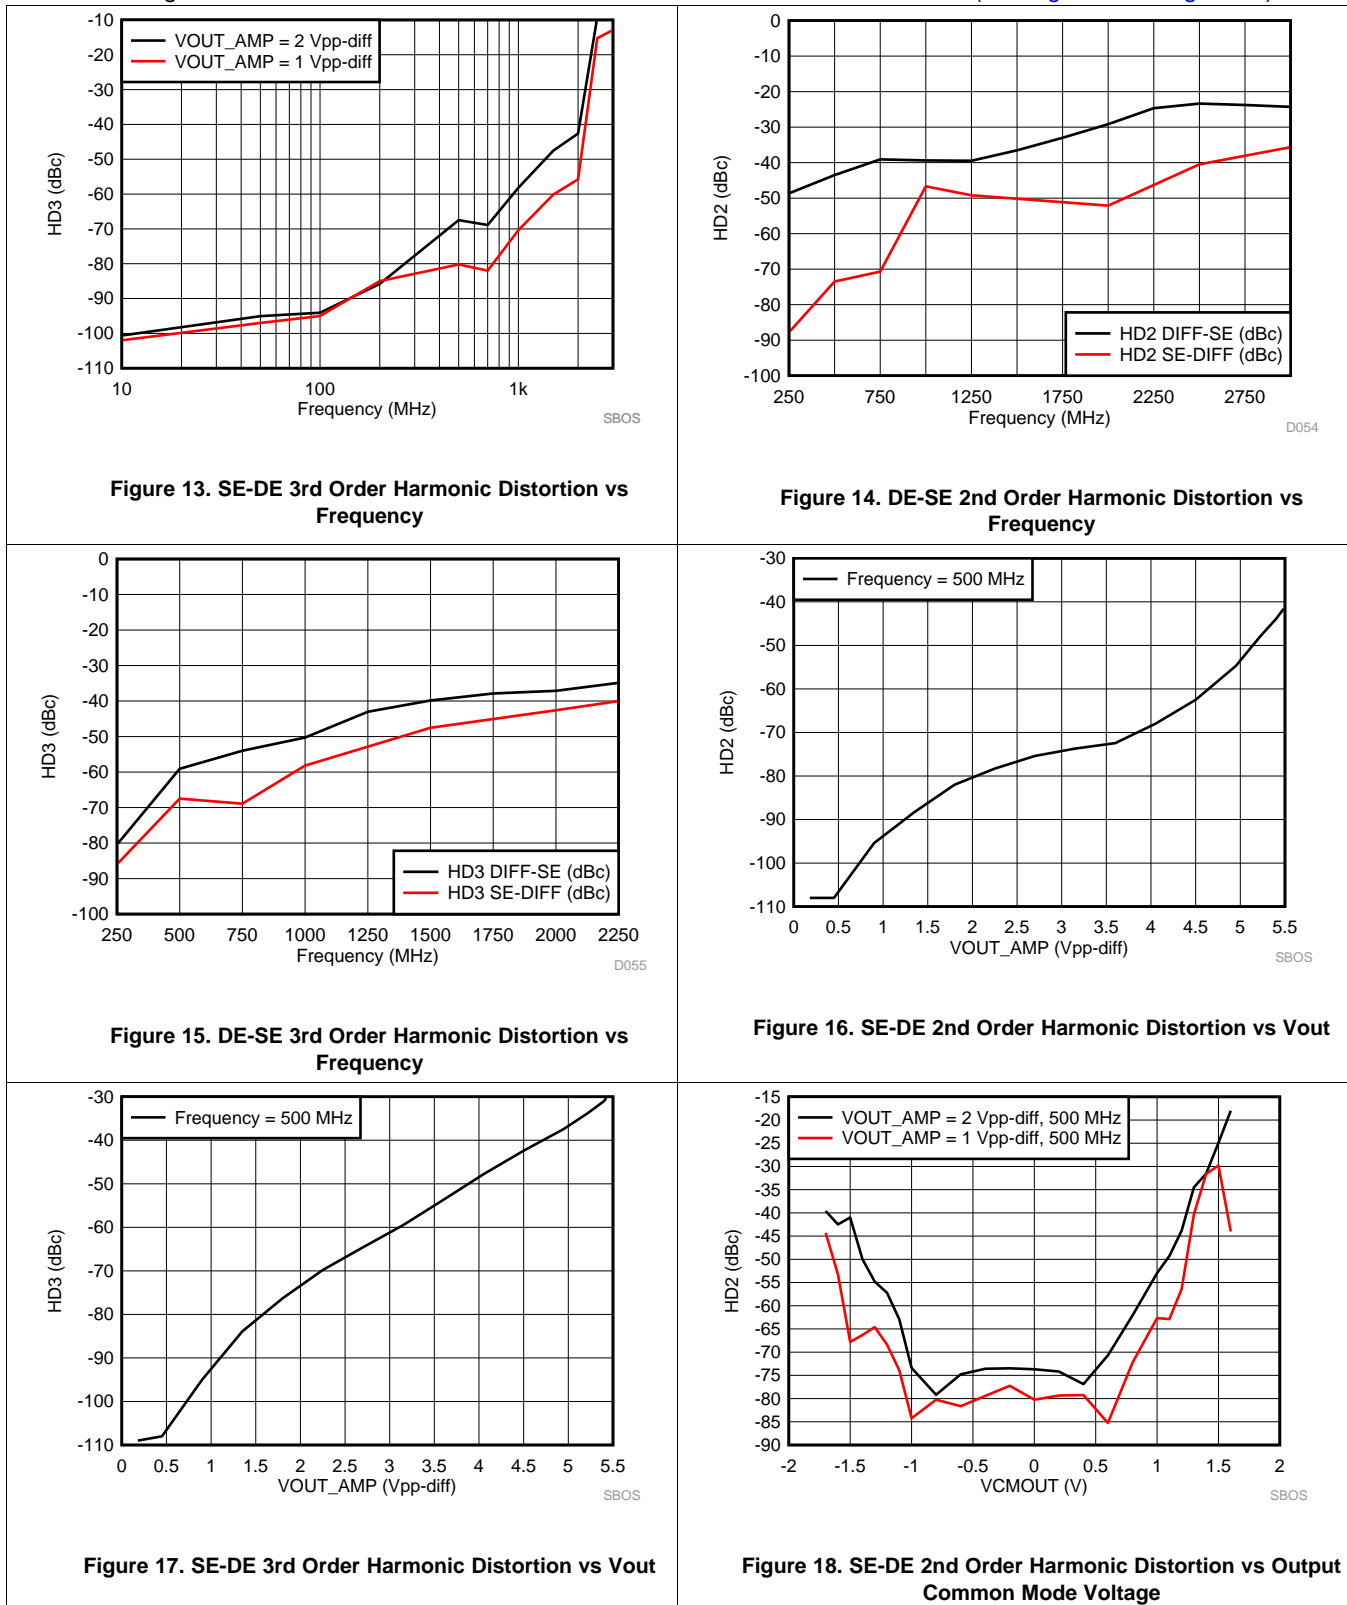 -10
-20
-30
-40
-50
-60
-70
-80
-90
-100
-110
HD3 (dBc)
VOUT_AMP = 2 Vpp-diff
VOUT_AMP = 1 Vpp-diff
10 100 1k
Frequency (MHz)
SBOS
Figure 13. SE-DE 3rd Order Harmonic Distortion vs
Frequency
0
-10
-20
-30
-40
-50
-60
-70
-80
-90
-100
HD2 (dBc)
HD2 DIFF-SE (dBc)
HD2 SE-DIFF (dBc)
250 750 1250 1750 2250 2750
Frequency (MHz)
D054
Figure 14. DE-SE 2nd Order Harmonic Distortion vs
Frequency
0
-10
-20
-30
-40
-50
-60
-70
-80
-90
-100
HD3 (dBc)
HD3 DIFF-SE (dBc)
HD3 SE-DIFF (dBc)
250 500 750 1000 1250 1500 1750 2000 2250
Frequency (MHz)
D055
Figure 15. DE-SE 3rd Order Harmonic Distortion vs
Frequency
-30
-40
-50
-60
-70
-80
-90
-100
-110
HD2 (dBc)
Frequency = 500 MHz
0 0.5 1 1.5 2 2.5 3 3.5 4 4.5 5 5.5
VOUT_AMP (Vpp-diff)
SBOS
Figure 16. SE-DE 2nd Order Harmonic Distortion vs Vout
-30
-40
-50
-60
-70
-80
-90
-100
-110
HD3 (dBc)
Frequency = 500 MHz
0 0.5 1 1.5 2 2.5 3 3.5 4 4.5 5 5.5
VOUT_AMP (Vpp-diff)
SBOS
Figure 17. SE-DE 3rd Order Harmonic Distortion vs Vout
-15
-20
-25
-30
-35
-40
-45
-50
-55
-60
-65
-70
-75
-80
-85
-90
HD2 (dBc)
VOUT_AMP = 2 Vpp-diff, 500 MHz
VOUT_AMP = 1 Vpp-diff, 500 MHz
-2 -1.5 -1 -0.5 0 0.5 1 1.5 2
VCMOUT (V)
SBOS
Figure 18. SE-DE 2nd Order Harmonic Distortion vs Output
Common Mode Voltage